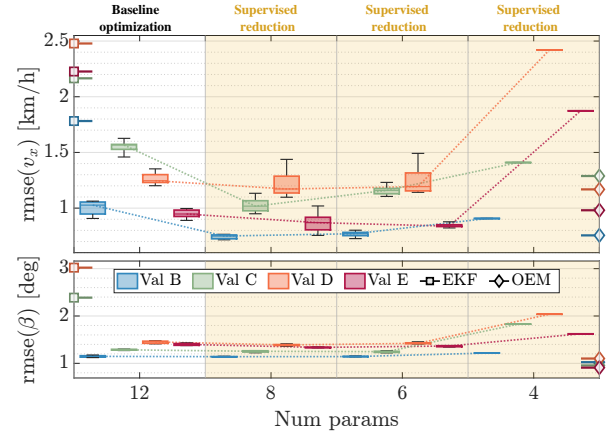 Baseline optimization
Supervised reduction
Supervised reduction
Supervised reduction
rmse(v_x) [km/h]
2.5
2
1.5
1
rmse(β) [deg]
3
2
1
Val B Val C Val D Val E EKF OEM
12 8 6 4
Num params